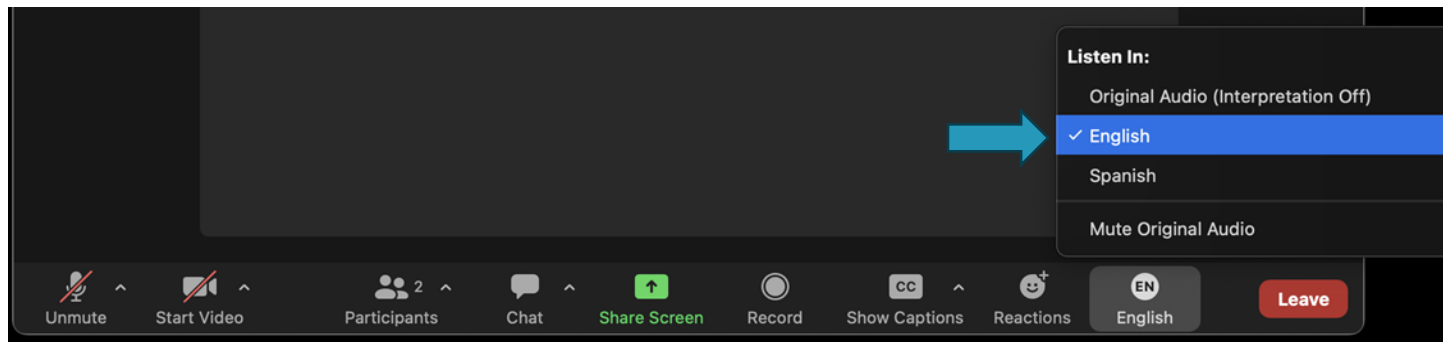 Listen In:
Original Audio (Interpretation Off)
✓ English
Spanish
Mute Original Audio
2
CC
EN
Unmute
Start Video
Participants
Chat
Share Screen
Record
Show Captions
Reactions
English
Leave